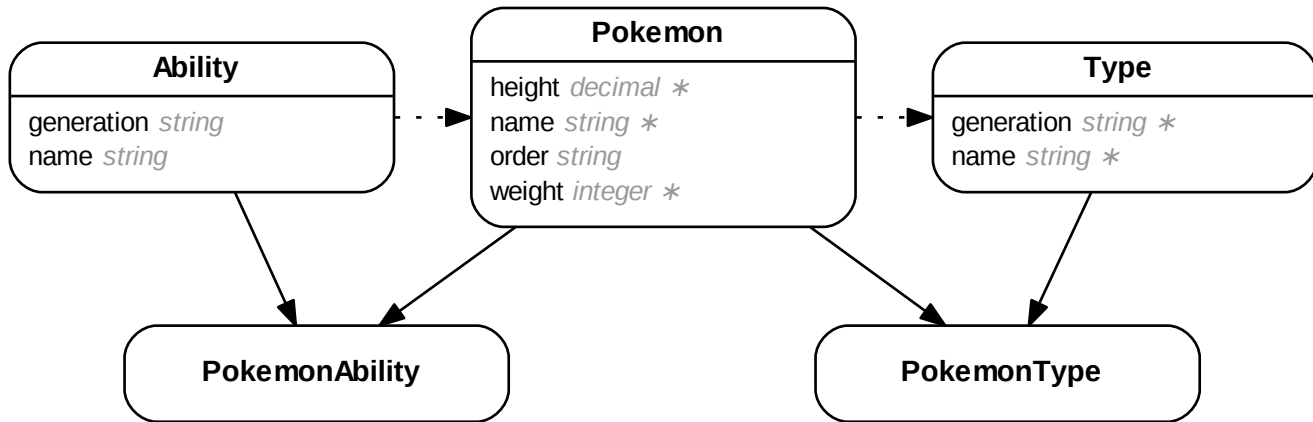 Ability
generation string
name string
Pokemon
height decimal ∗
name string ∗
order string
weight integer ∗
Type
generation string ∗
name string ∗
PokemonAbility
PokemonType